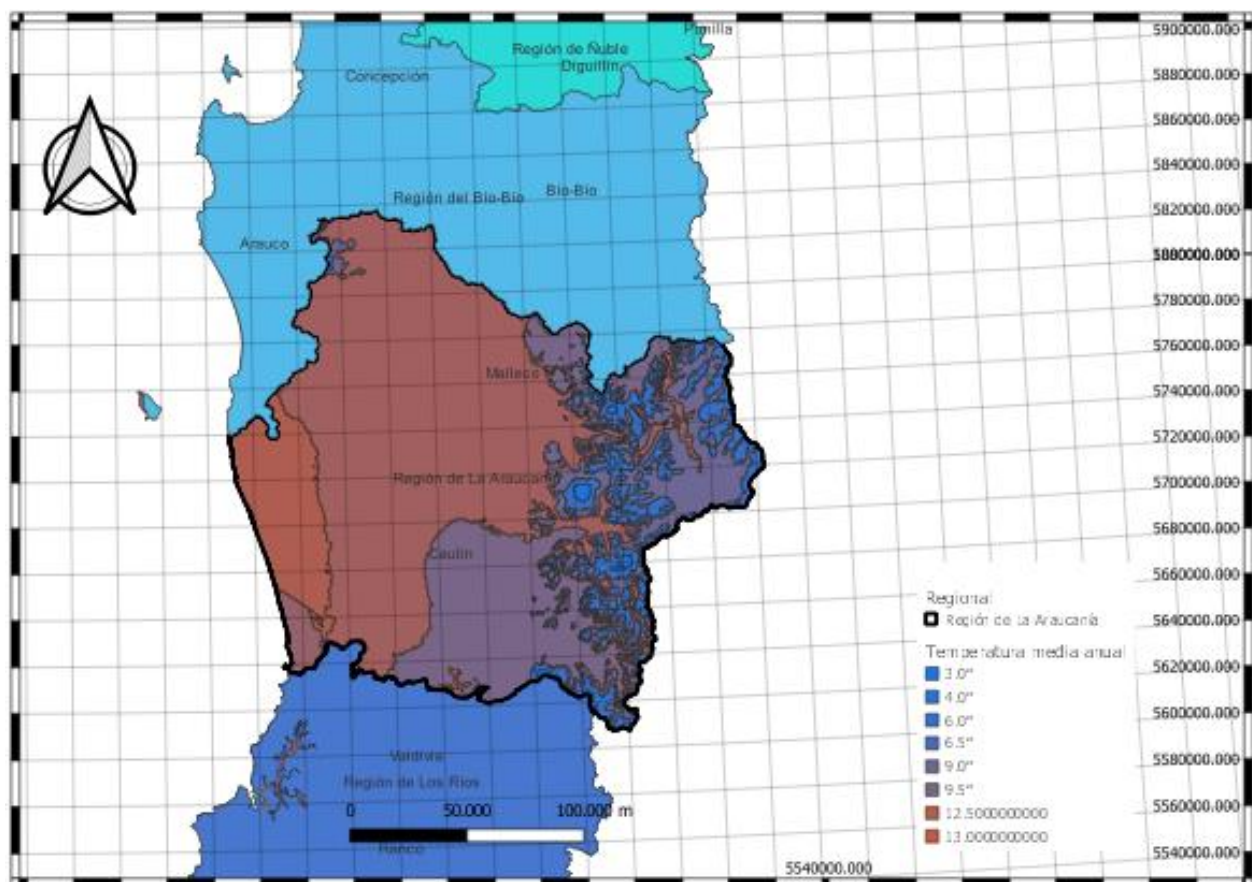 Punilla
Región de Ñuble
Diguillín
Concepción
Bío-Bío
Región del Bío-Bío
Arauco
Malleco
Región de La Araucanía
Cautín
Valdivia
Región de Los Ríos
Ranco
0 50.000 100.000 m
5900000.000
5880000.000
5860000.000
5840000.000
5820000.000
5800000.000
5780000.000
5760000.000
5740000.000
5720000.000
5700000.000
5680000.000
5660000.000
5640000.000
5620000.000
5600000.000
5580000.000
5560000.000
5540000.000
5540000.000
Regional
Región de La Araucanía
Temperatura media anual
3.0°
4.0°
6.0°
6.5°
9.0°
9.5°
12.5000000000
13.0000000000